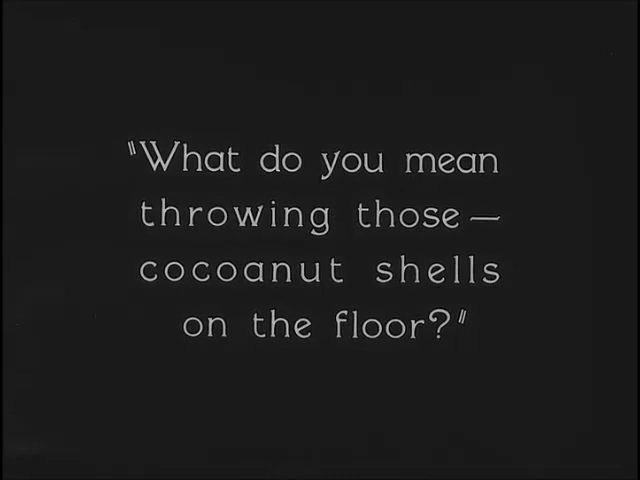 "What do you mean
throwing those—
cocoanut shells
on the floor?"